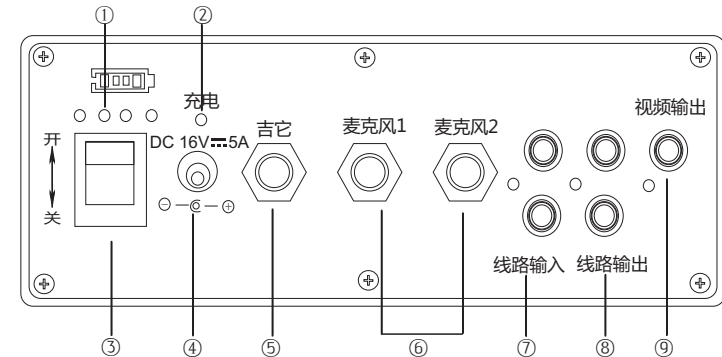 ① ②
充电
视频输出
开 DC 16V⎓5A 吉它 麦克风1 麦克风2
关
线路输入 线路输出
③ ④ ⑤ ⑥ ⑦ ⑧ ⑨